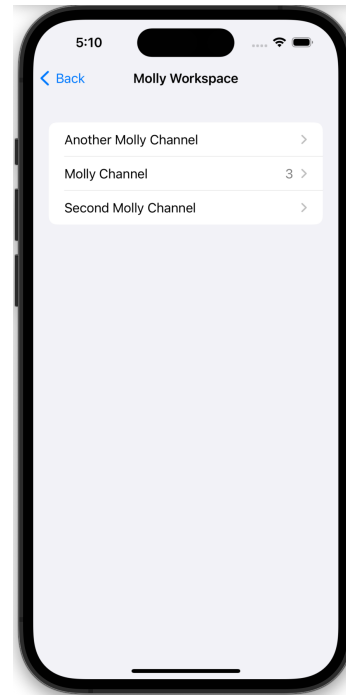 5:10
Back Molly Workspace
Another Molly Channel
Molly Channel 3
Second Molly Channel